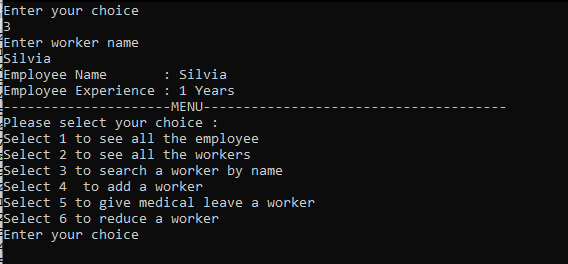 Enter your choice
3
Enter worker name
Silvia
Employee Name       : Silvia
Employee Experience : 1 Years
---------------------MENU--------------------------------------
Please select your choice :
Select 1 to see all the employee
Select 2 to see all the workers
Select 3 to search a worker by name
Select 4  to add a worker
Select 5 to give medical leave a worker
Select 6 to reduce a worker
Enter your choice